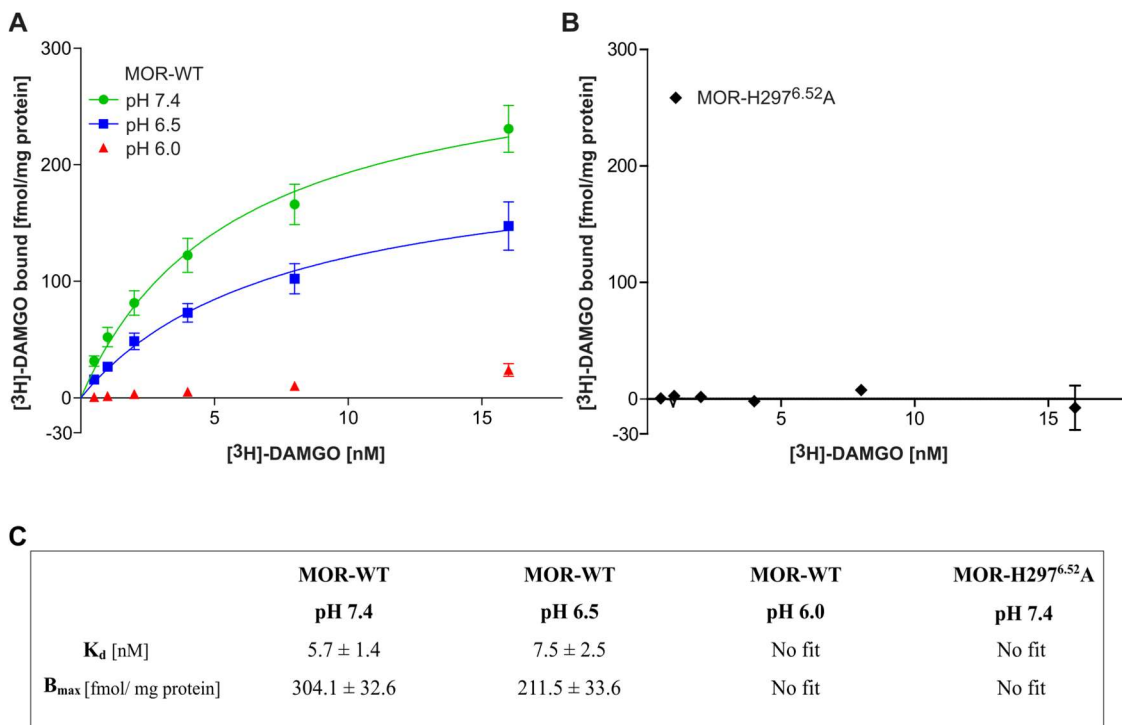 A
300
200
100
0
-30
MOR-WT
pH 7.4
pH 6.5
pH 6.0
5
10
15
[3H]-DAMGO bound [fmol/mg protein]
[3H]-DAMGO [nM]
B
300
200
100
0
-30
MOR-H297^6.52A
5
10
15
[3H]-DAMGO bound [fmol/mg protein]
[3H]-DAMGO [nM]
C
MOR-WT MOR-WT MOR-WT MOR-H297^6.52A
pH 7.4 pH 6.5 pH 6.0 pH 7.4
Kd [nM] 5.7 ± 1.4 7.5 ± 2.5 No fit No fit
Bmax [fmol/ mg protein] 304.1 ± 32.6 211.5 ± 33.6 No fit No fit